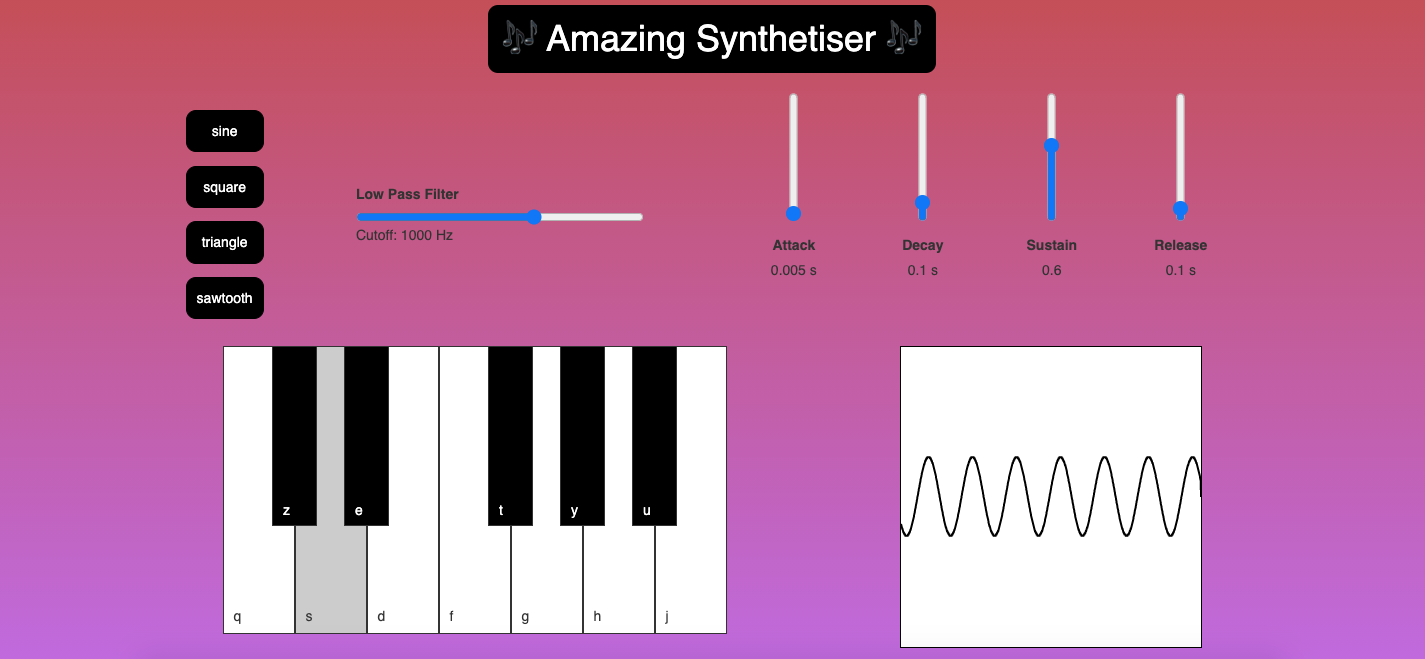 🎶 Amazing Synthetiser 🎶
sine
square
triangle
sawtooth
Low Pass Filter
Cutoff: 1000 Hz
Attack
0.005 s
Decay
0.1 s
Sustain
0.6
Release
0.1 s
z e t y u
q s d f g h j